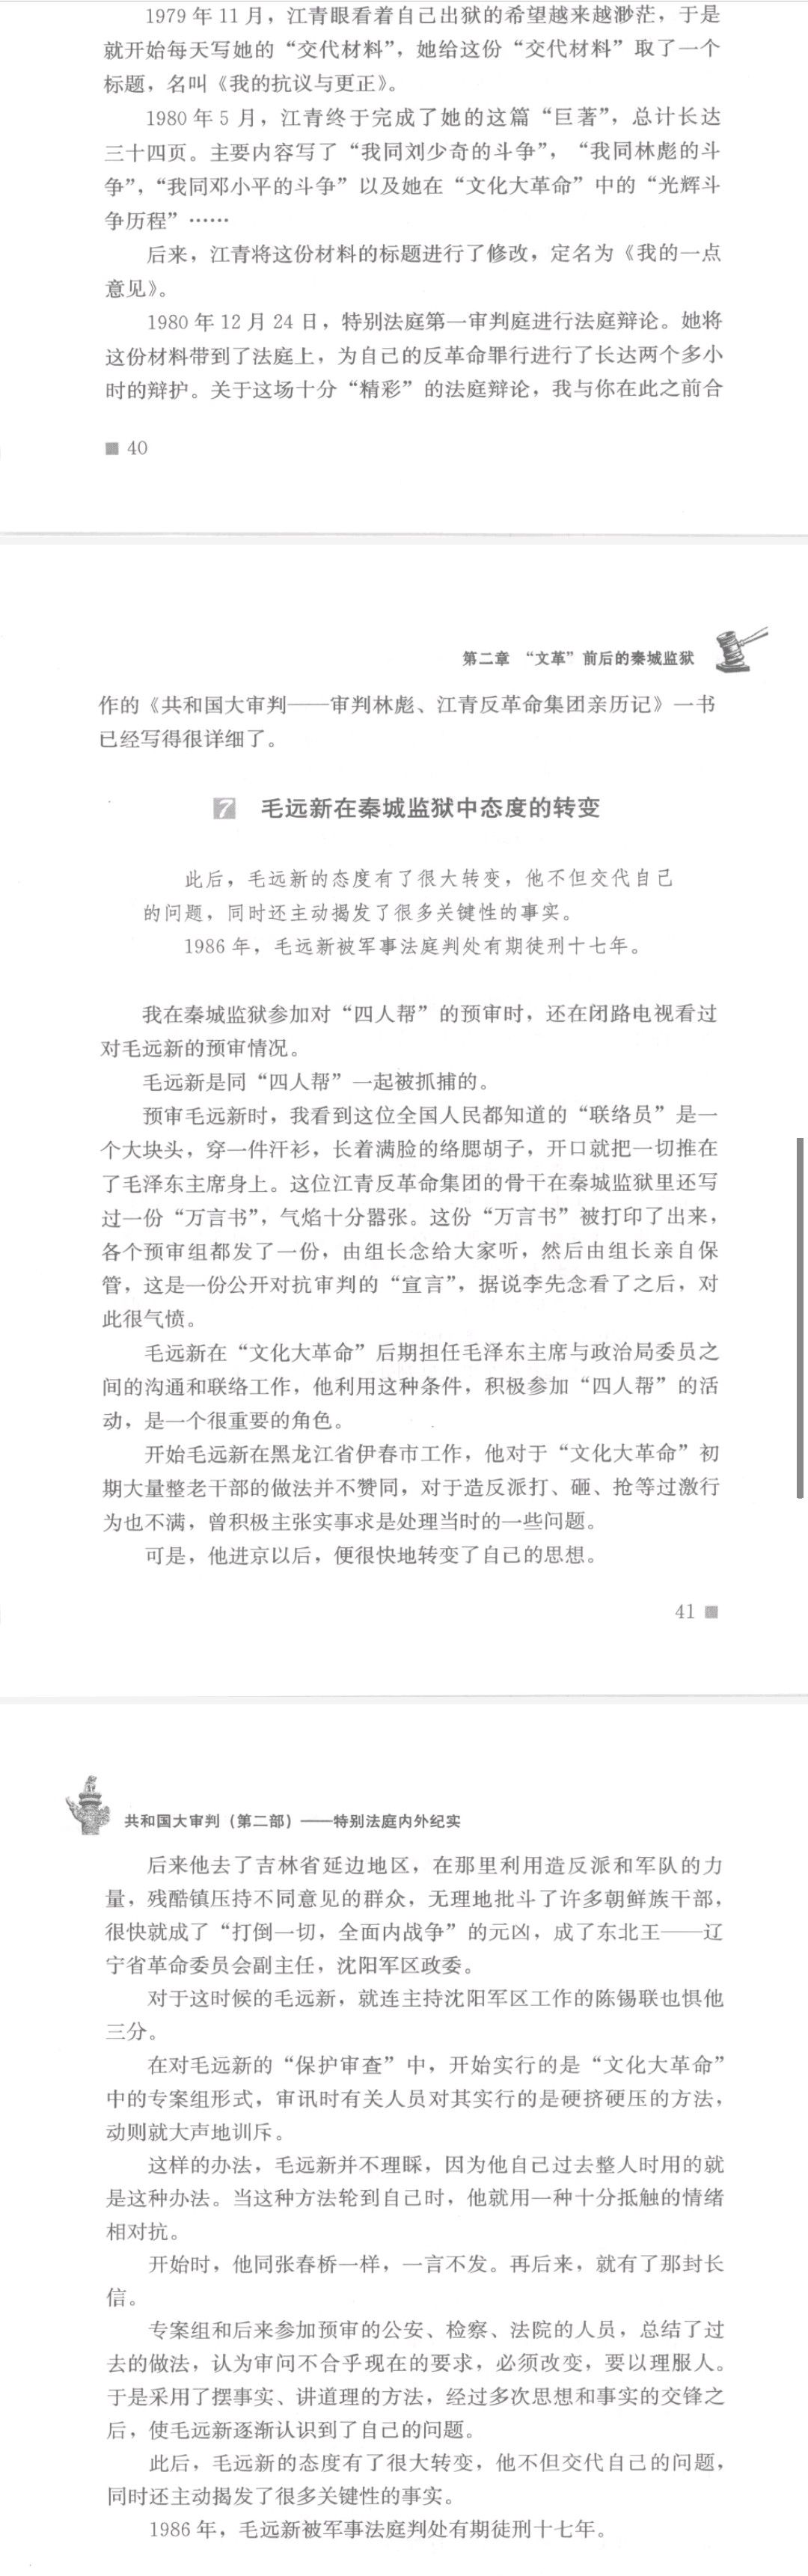 1979 年 11 月，江青眼看着自己出狱的希望越来越渺茫，于是
就开始每天写她的“交代材料”，她给这份“交代材料”取了一个
标题，名叫《我的抗议与更正》。
1980 年 5 月，江青终于完成了她的这篇“巨著”，总计长达
三十四页。主要内容写了“我同刘少奇的斗争”，“我同林彪的斗
争”，“我同邓小平的斗争”以及她在“文化大革命”中的“光辉斗
争历程”……
后来，江青将这份材料的标题进行了修改，定名为《我的一点
意见》。
1980 年 12 月 24 日，特别法庭第一审判庭进行法庭辩论。她将
这份材料带到了法庭上，为自己的反革命罪行进行了长达两个多小
时的辩护。关于这场十分“精彩”的法庭辩论，我与你在此之前合
■ 40
第二章 “文革”前后的秦城监狱
作的《共和国大审判——审判林彪、江青反革命集团亲历记》一书
已经写得很详细了。
7 毛远新在秦城监狱中态度的转变
此后，毛远新的态度有了很大转变，他不但交代自己
的问题，同时还主动揭发了很多关键性的事实。
1986 年，毛远新被军事法庭判处有期徒刑十七年。
我在秦城监狱参加对“四人帮”的预审时，还在闭路电视看过
对毛远新的预审情况。
毛远新是同“四人帮”一起被抓捕的。
预审毛远新时，我看到这位全国人民都知道的“联络员”是一
个大块头，穿一件汗衫，长着满脸的络腮胡子，开口就把一切推在
了毛泽东主席身上。这位江青反革命集团的骨干在秦城监狱里还写
过一份“万言书”，气焰十分嚣张。这份“万言书”被打印了出来，
各个预审组都发了一份，由组长念给大家听，然后由组长亲自保
管，这是一份公开对抗审判的“宣言”，据说李先念看了之后，对
此很气愤。
毛远新在“文化大革命”后期担任毛泽东主席与政治局委员之
间的沟通和联络工作，他利用这种条件，积极参加“四人帮”的活
动，是一个很重要的角色。
开始毛远新在黑龙江省伊春市工作，他对于“文化大革命”初
期大量整老干部的做法并不赞同，对于造反派打、砸、抢等过激行
为也不满，曾积极主张实事求是处理当时的一些问题。
可是，他进京以后，便很快地转变了自己的思想。
41 ■
共和国大审判（第二部）——特别法庭内外纪实
后来他去了吉林省延边地区，在那里利用造反派和军队的力
量，残酷镇压持不同意见的群众，无理地批斗了许多朝鲜族干部，
很快就成了“打倒一切，全面内战争”的元凶，成了东北王——辽
宁省革命委员会副主任，沈阳军区政委。
对于这时候的毛远新，就连主持沈阳军区工作的陈锡联也惧他
三分。
在对毛远新的“保护审查”中，开始实行的是“文化大革命”
中的专案组形式，审讯时有关人员对其实行的是硬挤硬压的方法，
动则就大声地训斥。
这样的办法，毛远新并不理睬，因为他自己过去整人时用的就
是这种办法。当这种方法轮到自己时，他就用一种十分抵触的情绪
相对抗。
开始时，他同张春桥一样，一言不发。再后来，就有了那封长
信。
专案组和后来参加预审的公安、检察、法院的人员，总结了过
去的做法，认为审问不合乎现在的要求，必须改变，要以理服人。
于是采用了摆事实、讲道理的方法，经过多次思想和事实的交锋之
后，使毛远新逐渐认识到了自己的问题。
此后，毛远新的态度有了很大转变，他不但交代自己的问题，
同时还主动揭发了很多关键性的事实。
1986 年，毛远新被军事法庭判处有期徒刑十七年。